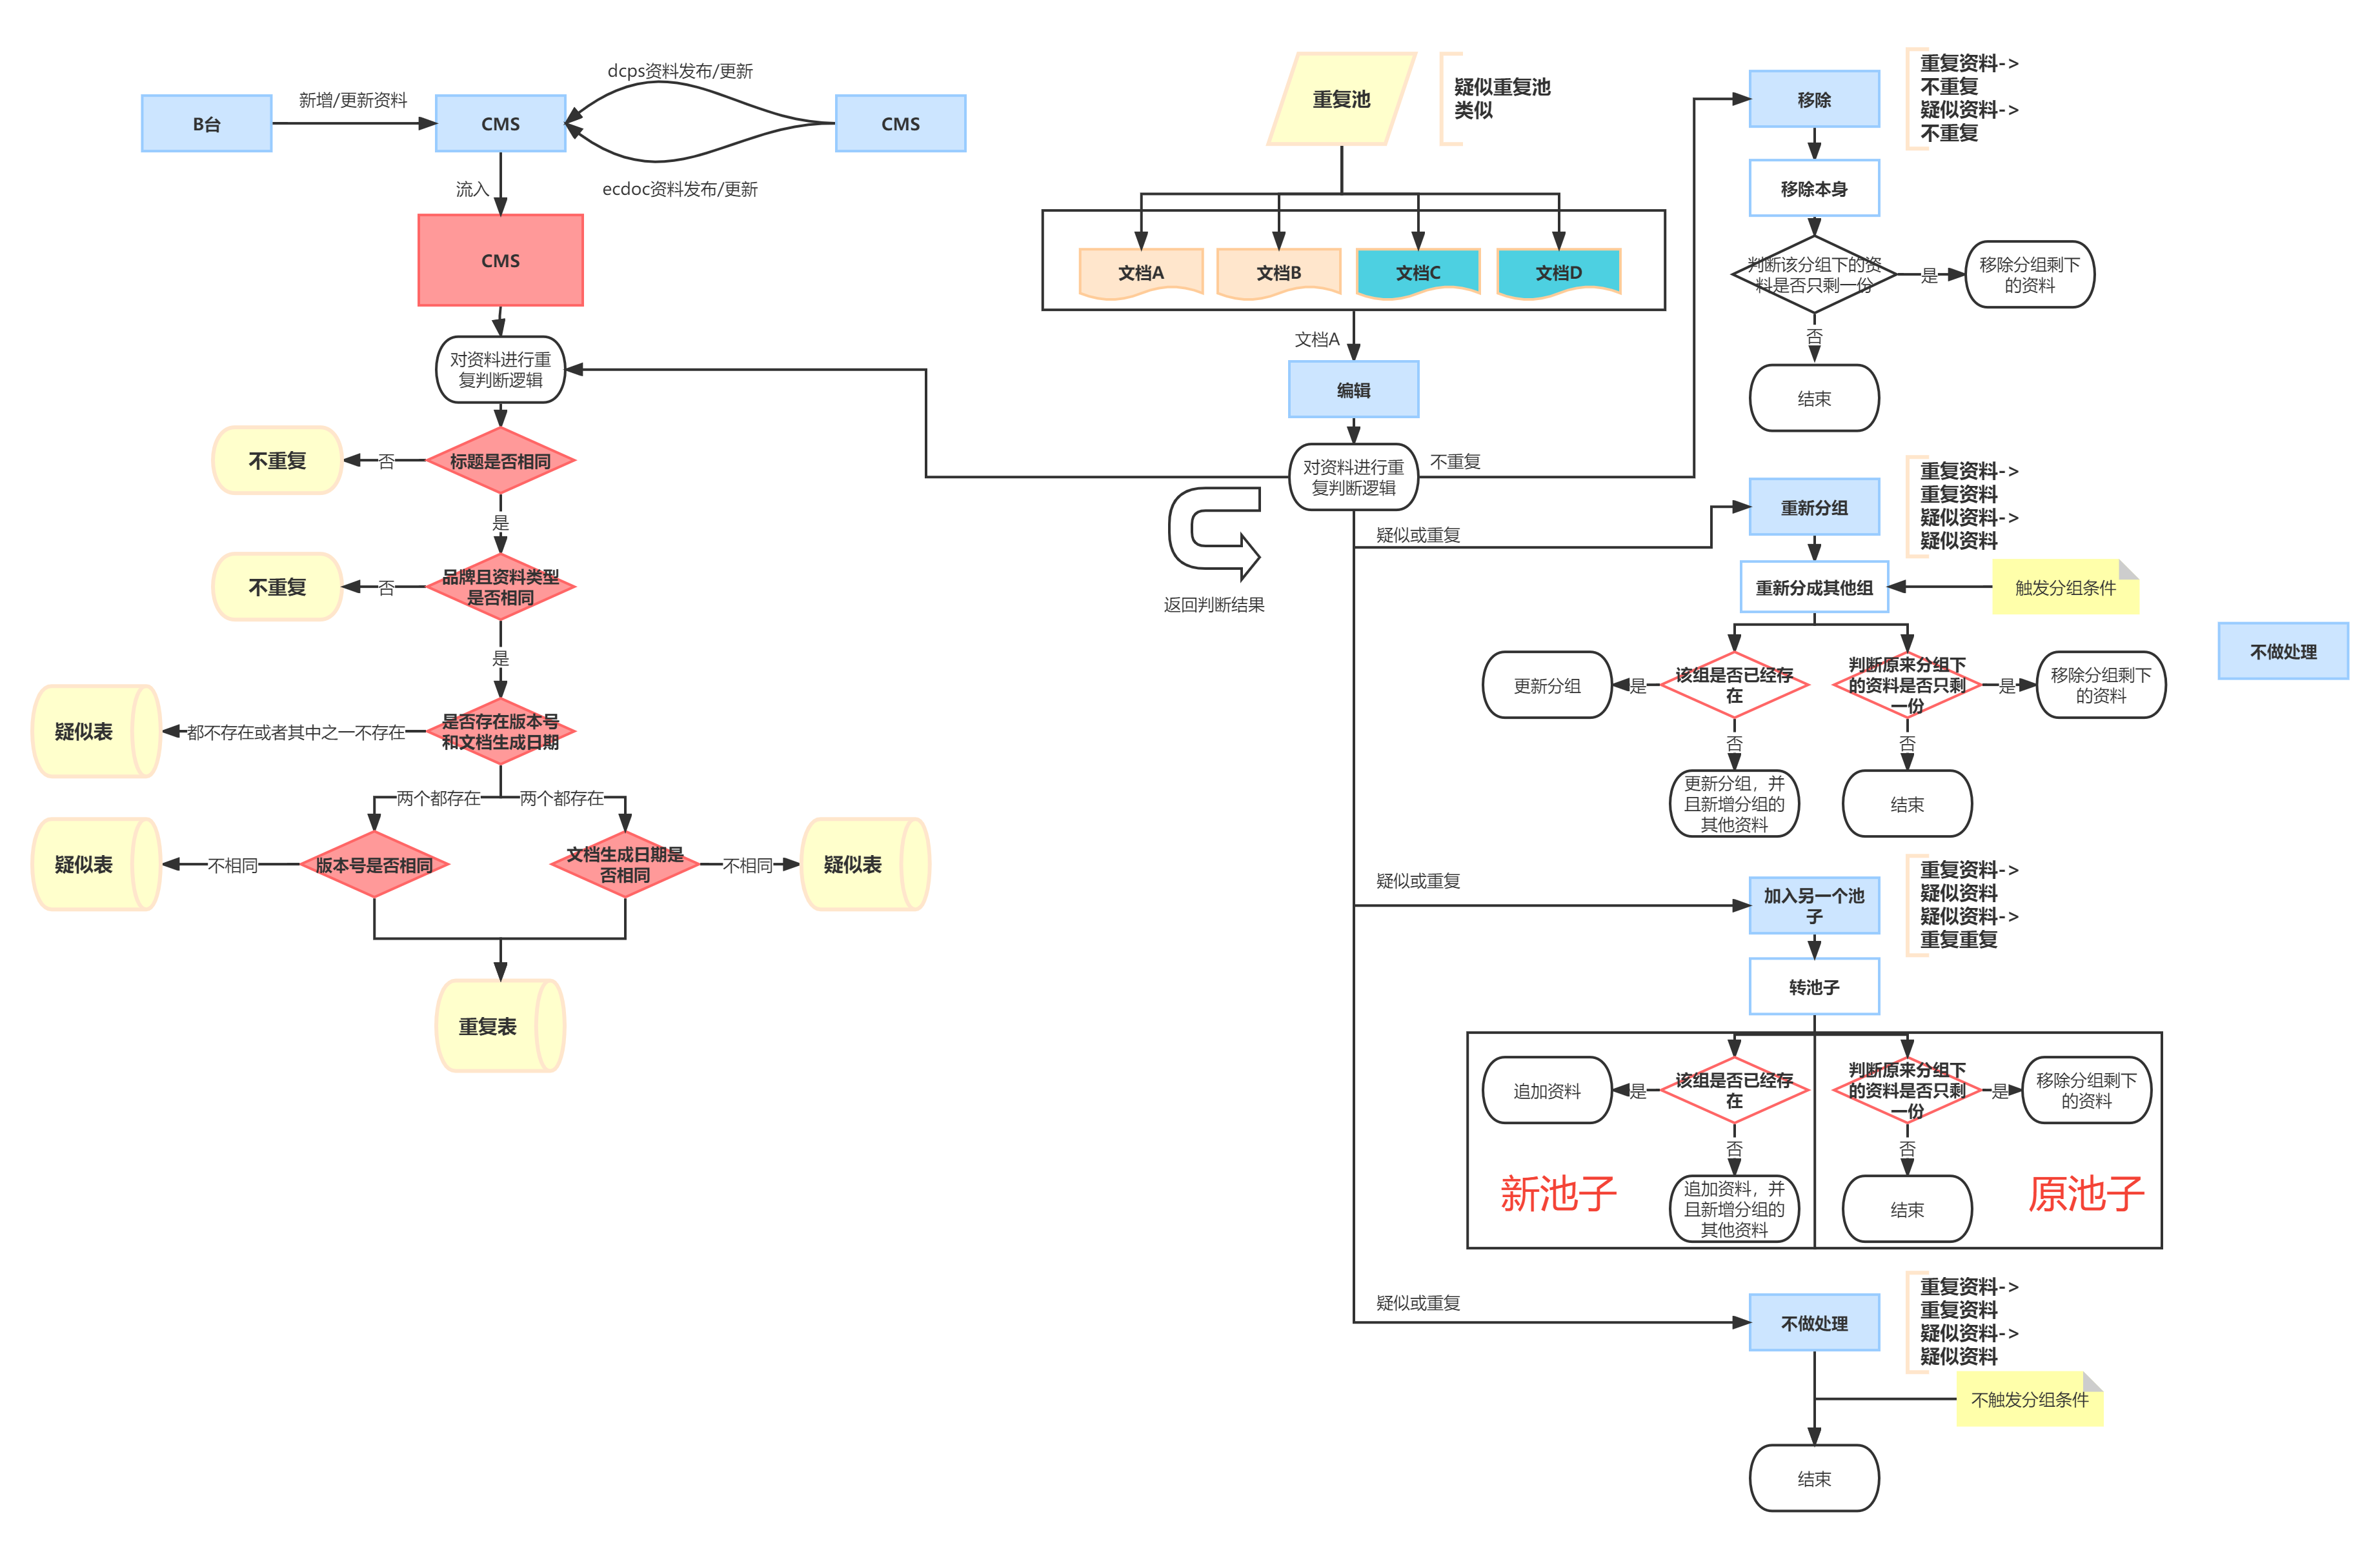 dcps资料发布/更新
新增/更新资料
B台
CMS
CMS
流入
ecdoc资料发布/更新
CMS
对资料进行重
复判断逻辑
不重复
否
标题是否相同
是
不重复
否
品牌且资料类型
是否相同
是
疑似表
都不存在或者其中之一不存在
是否存在版本号
和文档生成日期
两个都存在
两个都存在
疑似表
不相同
版本号是否相同
文档生成日期是
否相同
不相同
疑似表
重复表
重复池
疑似重复池
类似
文档A
文档B
文档C
文档D
文档A
编辑
对资料进行重
复判断逻辑
不重复
返回判断结果
疑似或重复
疑似或重复
疑似或重复
移除
重复资料->
不重复
疑似资料->
不重复
移除本身
判断该分组下的资
料是否只剩一份
是
移除分组剩下
的资料
否
结束
重新分组
重复资料->
重复资料
疑似资料->
疑似资料
重新分成其他组
触发分组条件
更新分组
是
该组是否已经存
在
判断原来分组下
的资料是否只剩
一份
是
移除分组剩下
的资料
否
否
更新分组，并
且新增分组的
其他资料
结束
不做处理
加入另一个池
子
重复资料->
疑似资料
疑似资料->
重复重复
转池子
追加资料
是
该组是否已经存
在
判断原来分组下
的资料是否只剩
一份
是
移除分组剩下
的资料
否
否
新池子
追加资料，并
且新增分组的
其他资料
结束
原池子
不做处理
重复资料->
重复资料
疑似资料->
疑似资料
不触发分组条件
结束